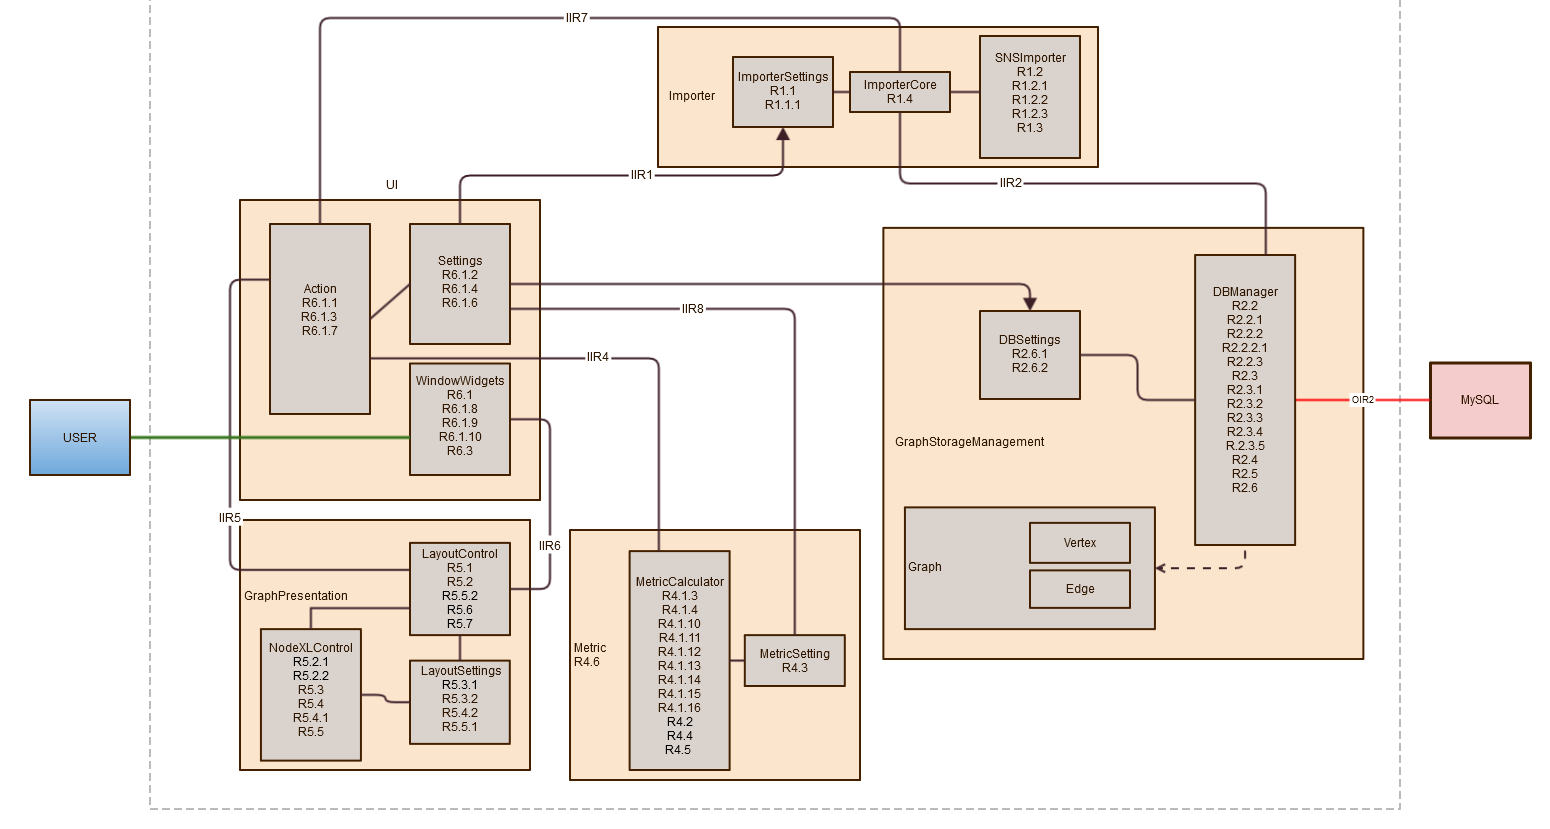 IIR7
Importer
ImporterSettings
R1.1
R1.1.1
ImporterCore
R1.4
SNSImporter
R1.2
R1.2.1
R1.2.2
R1.2.3
R1.3
IIR1
IIR2
UI
Action
R6.1.1
R6.1.3
R6.1.7
Settings
R6.1.2
R6.1.4
R6.1.6
IIR8
IIR4
WindowWidgets
R6.1
R6.1.8
R6.1.9
R6.1.10
R6.3
USER
DBSettings
R2.6.1
R2.6.2
DBManager
R2.2
R2.2.1
R2.2.2
R2.2.2.1
R2.2.3
R2.3
R2.3.1
R2.3.2
R2.3.3
R2.3.4
R.2.3.5
R2.4
R2.5
R2.6
OIR2
MySQL
GraphStorageManagement
Graph
Vertex
Edge
IIR5
IIR6
GraphPresentation
LayoutControl
R5.1
R5.2
R5.5.2
R5.6
R5.7
NodeXLControl
R5.2.1
R5.2.2
R5.3
R5.4
R5.4.1
R5.5
LayoutSettings
R5.3.1
R5.3.2
R5.4.2
R5.5.1
Metric
R4.6
MetricCalculator
R4.1.3
R4.1.4
R4.1.10
R4.1.11
R4.1.12
R4.1.13
R4.1.14
R4.1.15
R4.1.16
R4.2
R4.4
R4.5
MetricSetting
R4.3